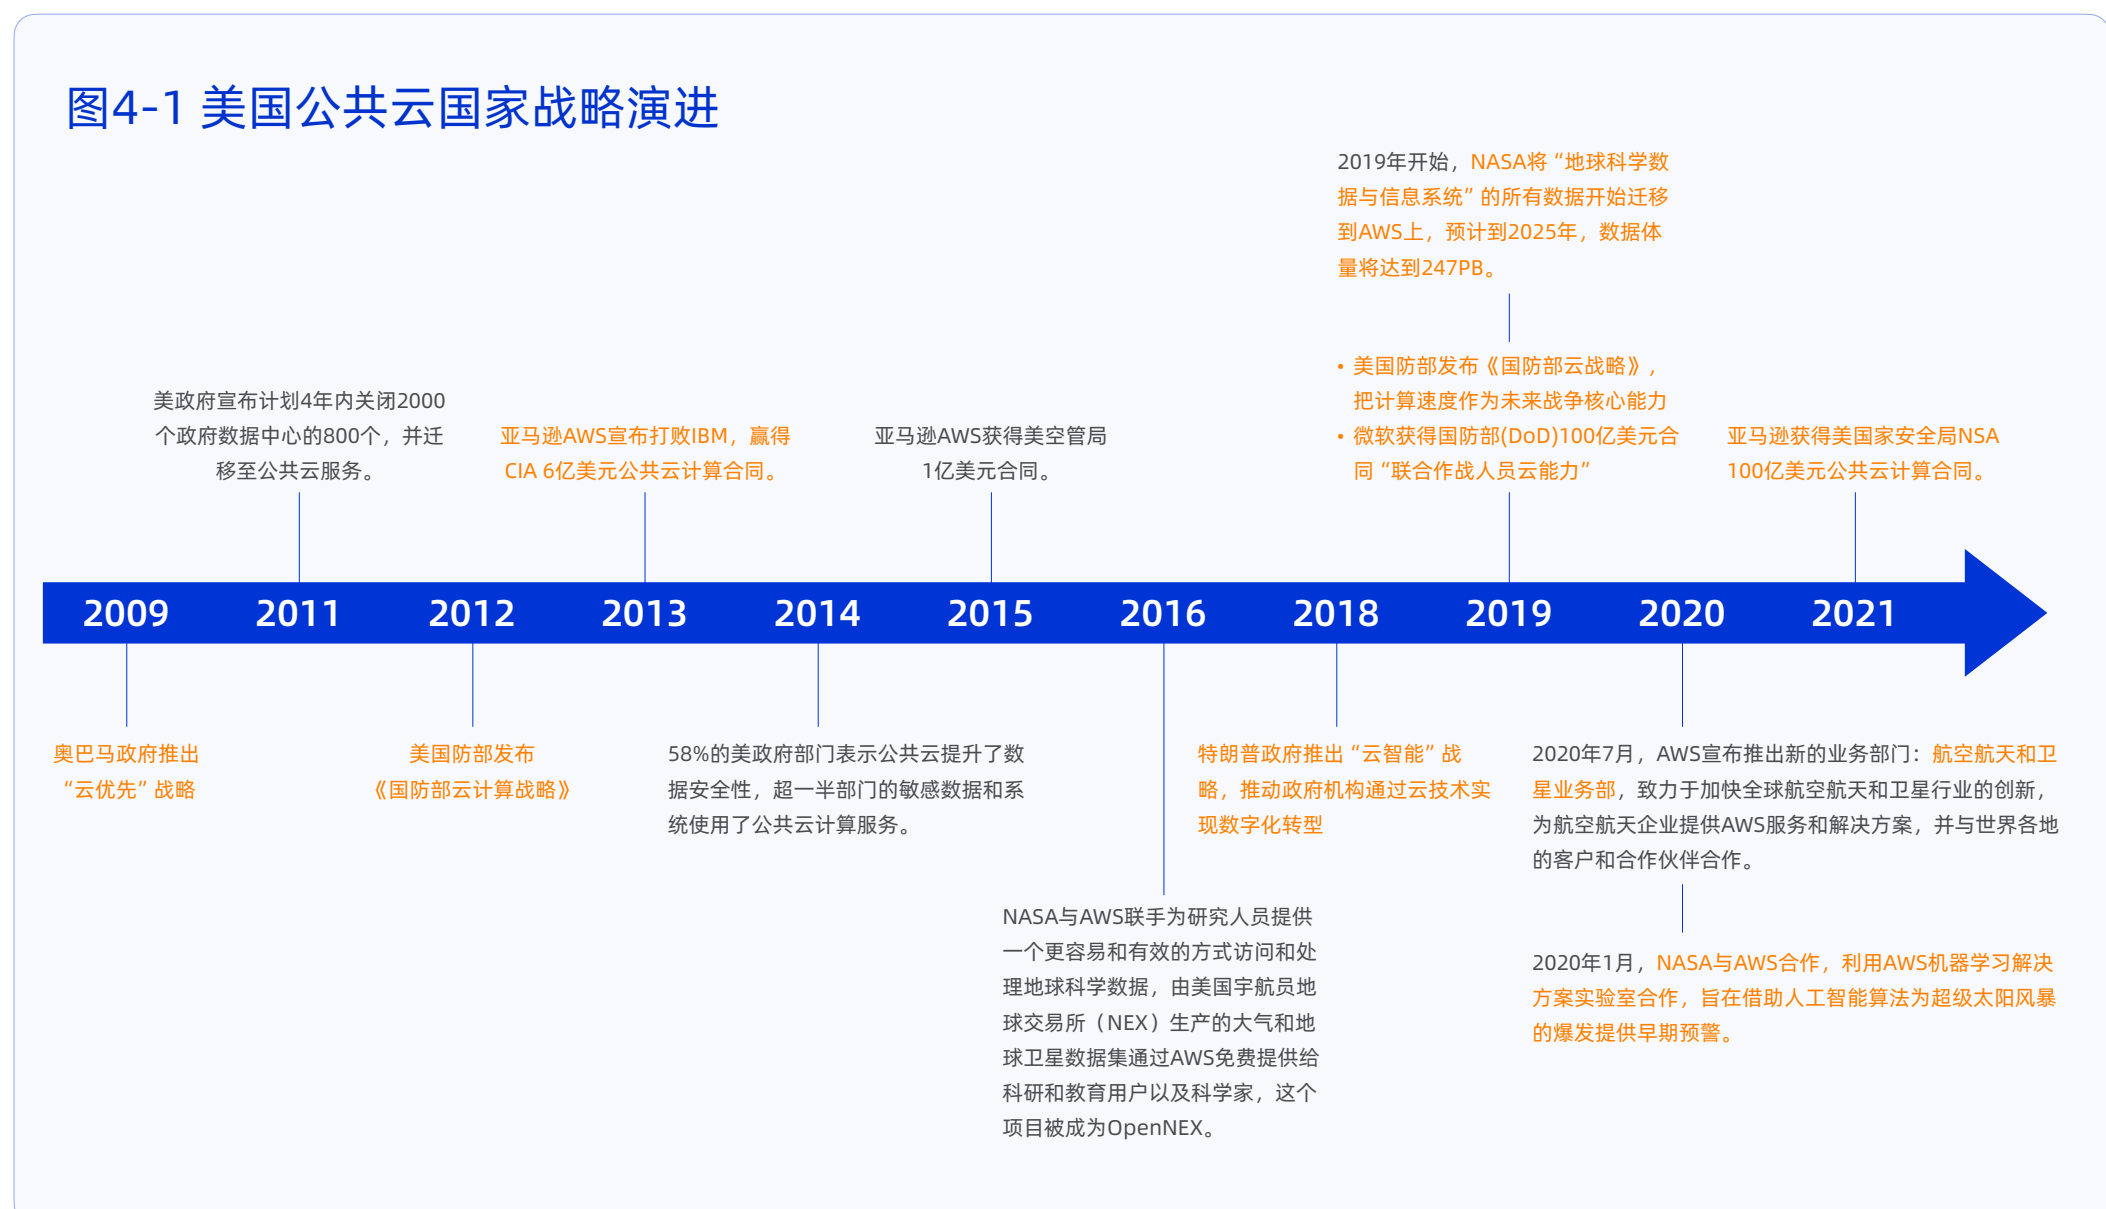 图4-1 美国公共云国家战略演进
2019年开始，NASA将“地球科学数
据与信息系统”的所有数据开始迁移
到AWS上，预计到2025年，数据体
量将达到247PB。
美政府宣布计划4年内关闭2000
个政府数据中心的800个，并迁
移至公共云服务。
亚马逊AWS宣布打败IBM，赢得
CIA 6亿美元公共云计算合同。
亚马逊AWS获得美空管局
1亿美元合同。
• 美国防部发布《国防部云战略》，
把计算速度作为未来战争核心能力
• 微软获得国防部(DoD)100亿美元合
同“联合作战人员云能力”
亚马逊获得美国家安全局NSA
100亿美元公共云计算合同。
2009 2011 2012 2013 2014 2015 2016 2018 2019 2020 2021
奥巴马政府推出
“云优先”战略
美国防部发布
《国防部云计算战略》
58%的美政府部门表示公共云提升了数
据安全性，超一半部门的敏感数据和系
统使用了公共云计算服务。
NASA与AWS联手为研究人员提供
一个更容易和有效的方式访问和处
理地球科学数据，由美国宇航员地
球交易所（NEX）生产的大气和地
球卫星数据集通过AWS免费提供给
科研和教育用户以及科学家，这个
项目被成为OpenNEX。
特朗普政府推出“云智能”战
略，推动政府机构通过云技术实
现数字化转型
2020年7月，AWS宣布推出新的业务部门：航空航天和卫
星业务部，致力于加快全球航空航天和卫星行业的创新，
为航空航天企业提供AWS服务和解决方案，并与世界各地
的客户和合作伙伴合作。
2020年1月，NASA与AWS合作，利用AWS机器学习解决
方案实验室合作，旨在借助人工智能算法为超级太阳风暴
的爆发提供早期预警。